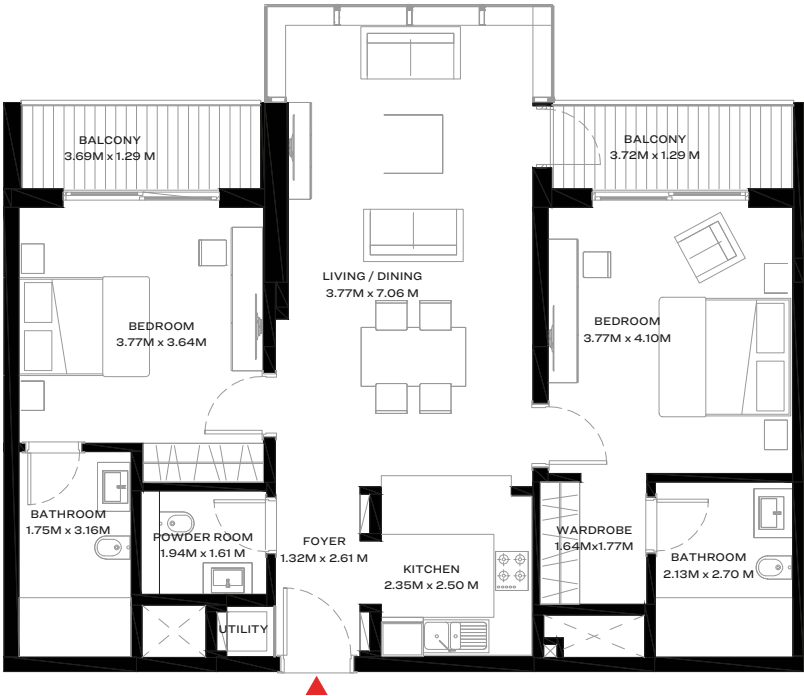 BALCONY
3.69M x 1.29 M
BALCONY
3.72M x 1.29 M
LIVING / DINING
3.77M x 7.06 M
BEDROOM
3.77M x 3.64M
BEDROOM
3.77M x 4.10M
BATHROOM
1.75M x 3.16M
POWDER ROOM
1.94M x 1.61 M
FOYER
1.32M x 2.61 M
KITCHEN
2.35M x 2.50 M
WARDROBE
1.64Mx1.77M
BATHROOM
2.13M x 2.70 M
UTILITY